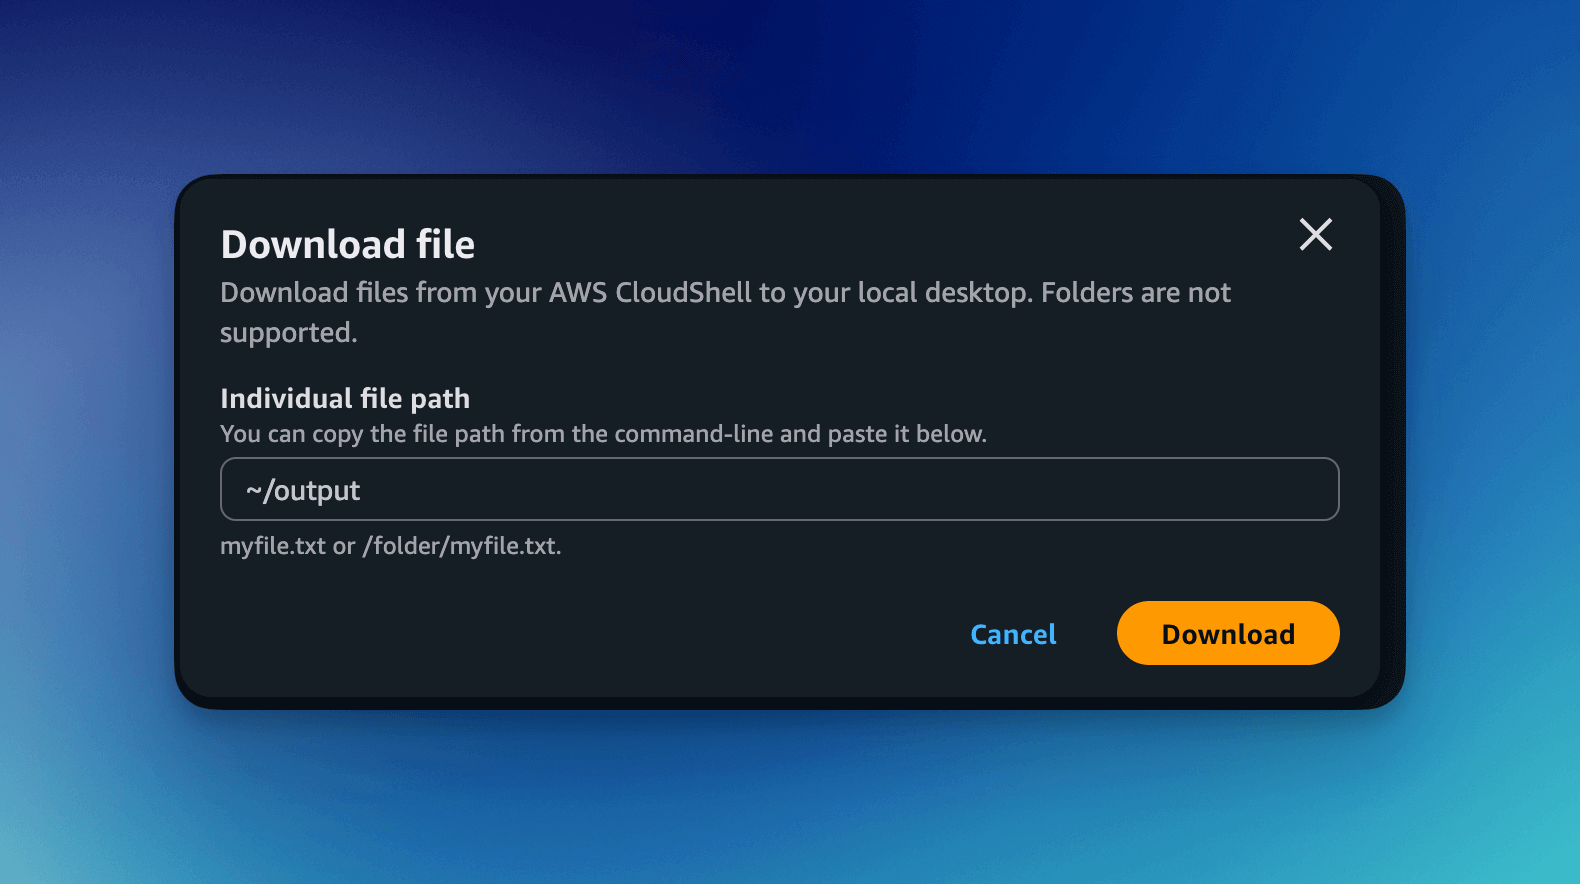 Download file
Download files from your AWS CloudShell to your local desktop. Folders are not
supported.
Individual file path
You can copy the file path from the command-line and paste it below.
~/output
myfile.txt or /folder/myfile.txt.
Cancel
Download